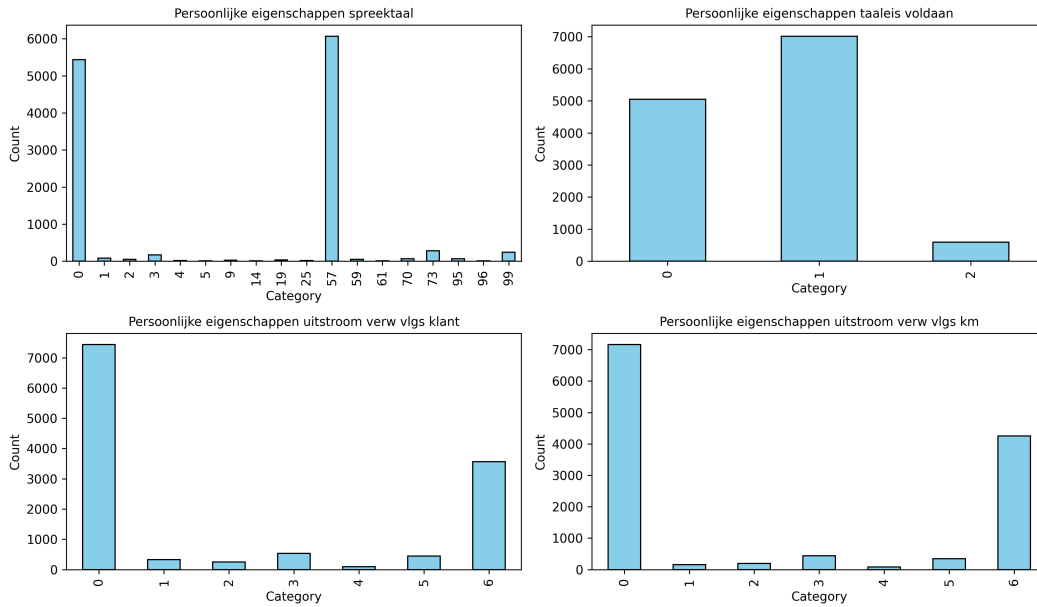 Persoonlijke eigenschappen spreektaal
6000
5000
4000
3000
2000
1000
0
Count
0 1 2 3 4 5 9 14 19 25 57 59 61 70 73 95 96 99
Category
Persoonlijke eigenschappen taaleis voldaan
7000
6000
5000
4000
3000
2000
1000
0
Count
0 1 2
Category
Persoonlijke eigenschappen uitstroom verw vlgs klant
7000
6000
5000
4000
3000
2000
1000
0
Count
0 1 2 3 4 5 6
Category
Persoonlijke eigenschappen uitstroom verw vlgs km
7000
6000
5000
4000
3000
2000
1000
0
Count
0 1 2 3 4 5 6
Category